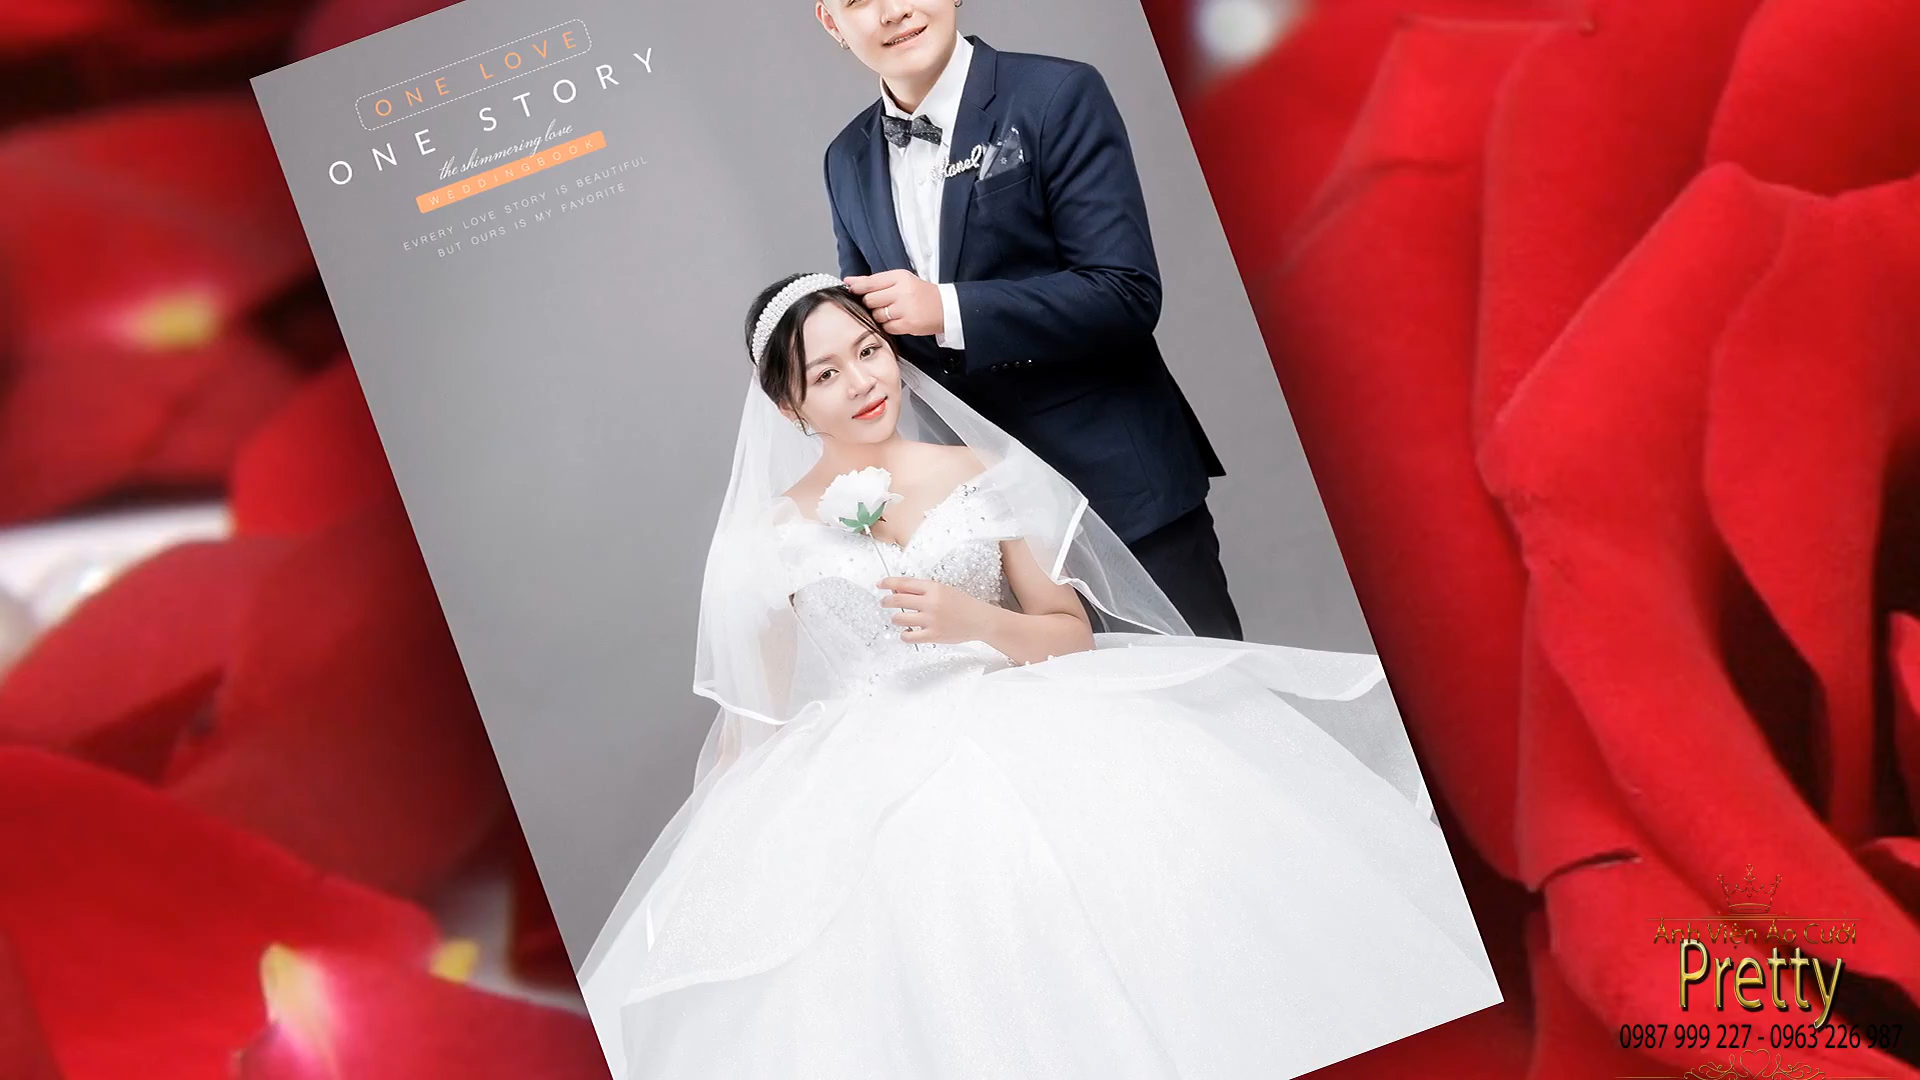 ONE LOVE
ONE STORY
the shimmering love
WEDDINGBOOK
EVRERY LOVE STORY IS BEAUTIFUL
BUT OURS IS MY FAVORITE
Chanel
Ảnh Viện Áo Cưới
Pretty
0987 999 227 - 0963 226 987